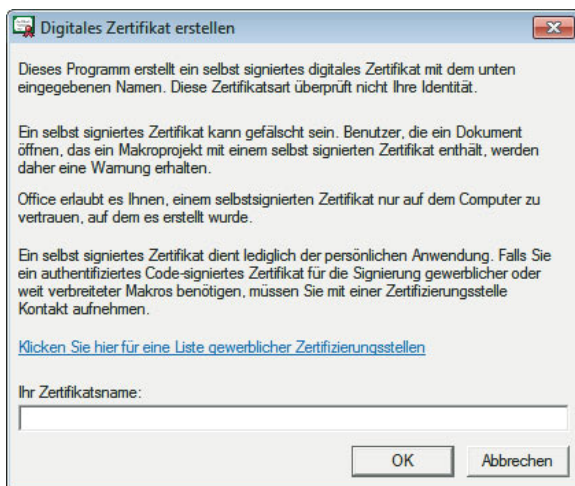 Digitales Zertifikat erstellen
Dieses Programm erstellt ein selbst signiertes digitales Zertifikat mit dem unten
eingegebenen Namen. Diese Zertifikatsart überprüft nicht Ihre Identität.
Ein selbst signiertes Zertifikat kann gefälscht sein. Benutzer, die ein Dokument
öffnen, das ein Makroprojekt mit einem selbst signierten Zertifikat enthält, werden
daher eine Warnung erhalten.
Office erlaubt es Ihnen, einem selbstsignierten Zertifikat nur auf dem Computer zu
vertrauen, auf dem es erstellt wurde.
Ein selbst signiertes Zertifikat dient lediglich der persönlichen Anwendung. Falls Sie
ein authentifiziertes Code-signiertes Zertifikat für die Signierung gewerblicher oder
weit verbreiteter Makros benötigen, müssen Sie mit einer Zertifizierungsstelle
Kontakt aufnehmen.
Klicken Sie hier für eine Liste gewerblicher Zertifizierungsstellen
Ihr Zertifikatsname:
OK Abbrechen